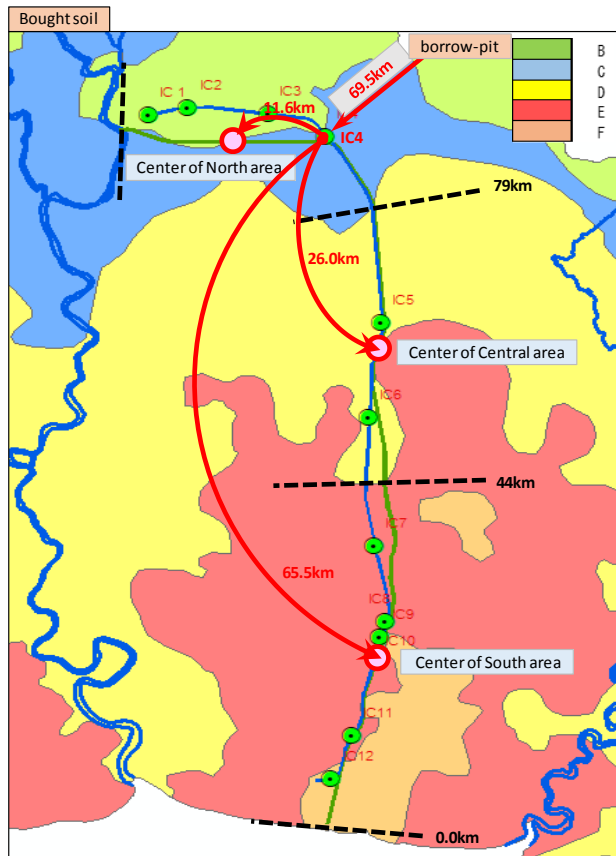 Bought soil
borrow-pit
B
C
D
E
F
69.5km
IC 1
IC2
IC3
11.6km
IC4
Center of North area
79km
26.0km
IC5
Center of Central area
IC6
44km
IC7
65.5km
IC8
IC9
IC10
Center of South area
IC11
IC12
0.0km